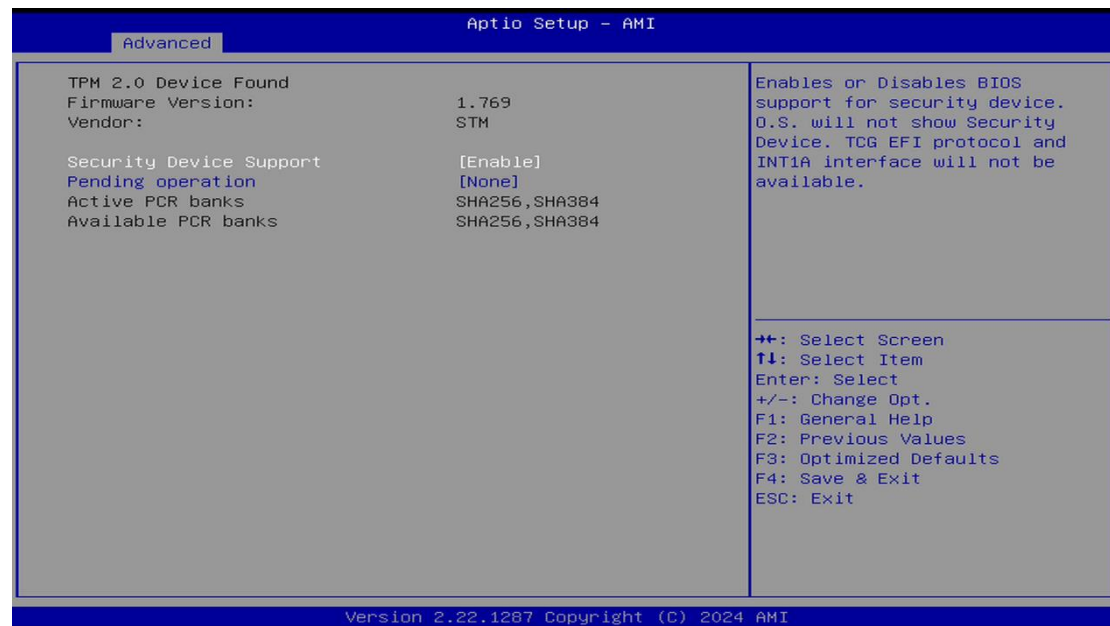 Aptio Setup – AMI
Advanced
TPM 2.0 Device Found
Firmware Version: 1.769
Vendor: STM
Security Device Support [Enable]
Pending operation [None]
Active PCR banks SHA256,SHA384
Available PCR banks SHA256,SHA384
Enables or Disables BIOS
support for security device.
O.S. will not show Security
Device. TCG EFI protocol and
INT1A interface will not be
available.
→←: Select Screen
↑↓: Select Item
Enter: Select
+/-: Change Opt.
F1: General Help
F2: Previous Values
F3: Optimized Defaults
F4: Save & Exit
ESC: Exit
Version 2.22.1287 Copyright (C) 2024 AMI